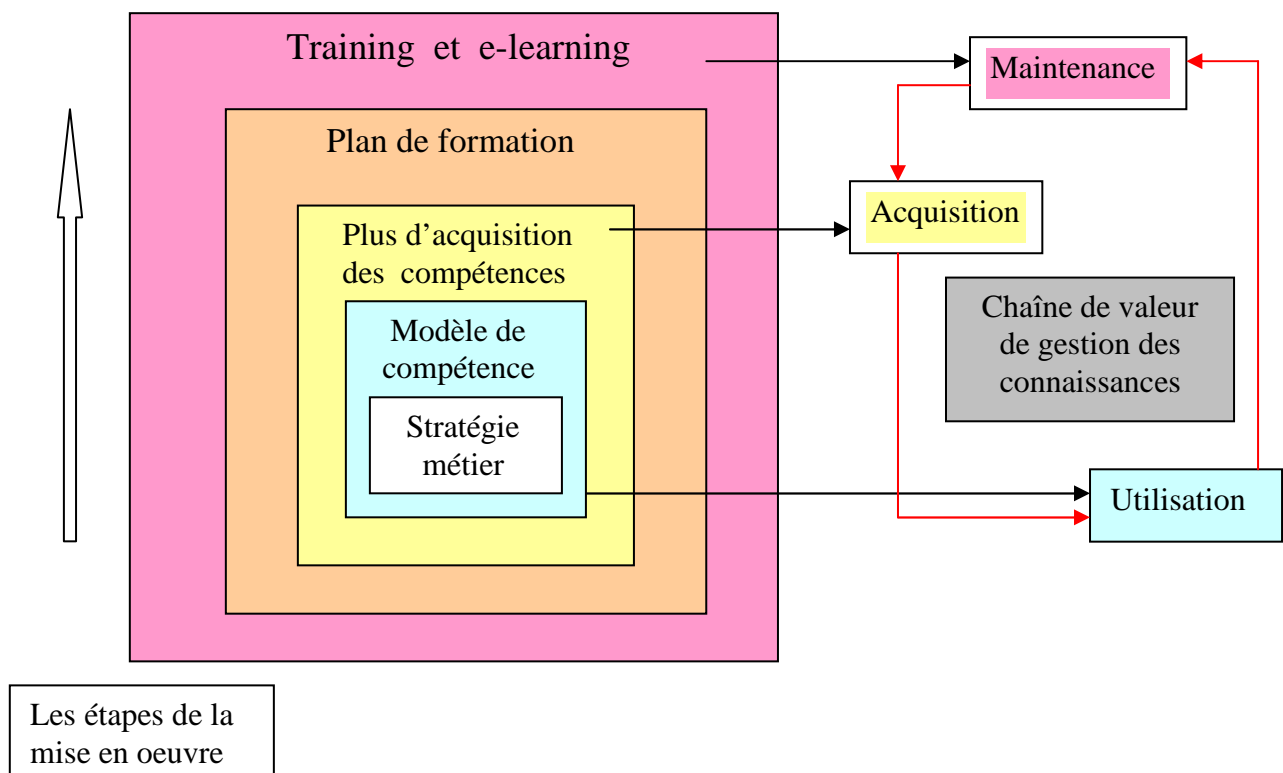 Training et e-learning
Maintenance
Plan de formation
Acquisition
Plus d’acquisition
des compétences
Chaîne de valeur
de gestion des
connaissances
Modèle de
compétence
Stratégie
métier
Utilisation
Les étapes de la
mise en oeuvre